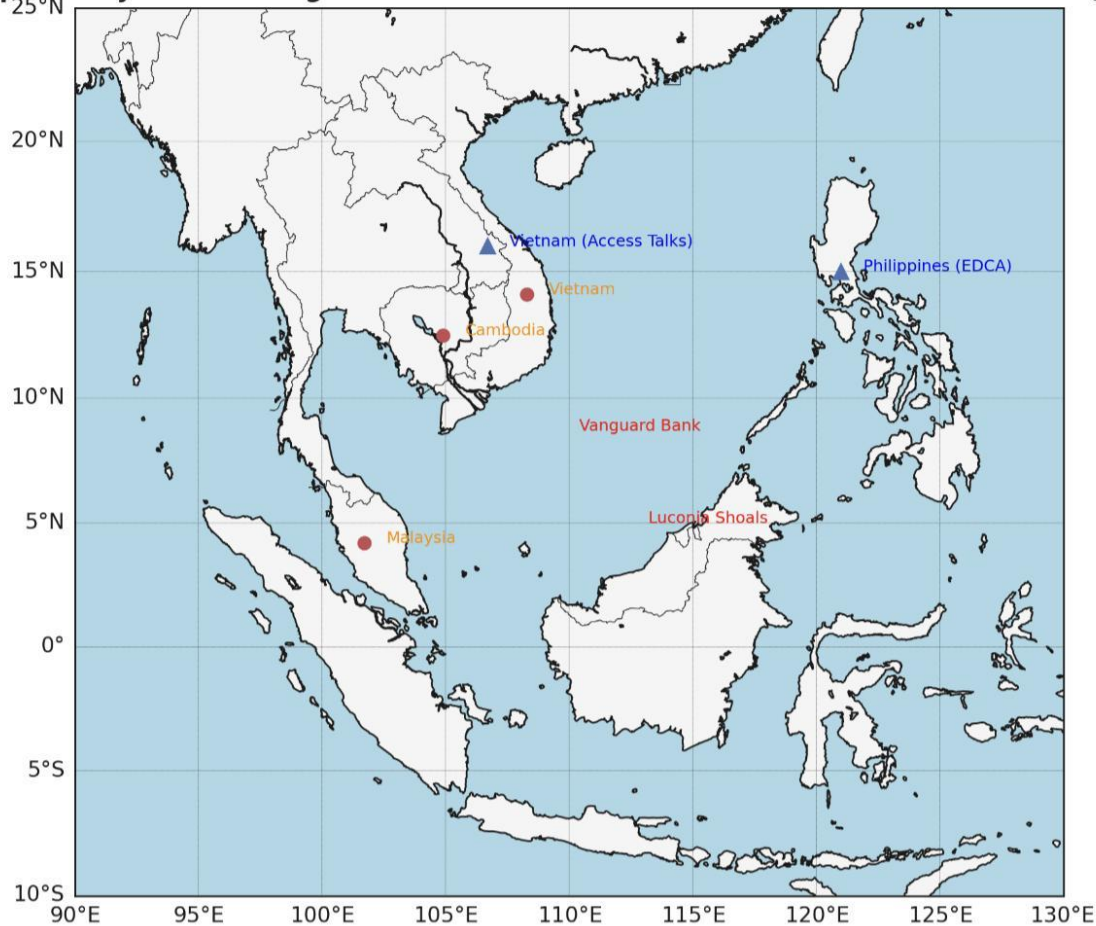 25°N
20°N
Vietnam (Access Talks)
15°N
Philippines (EDCA)
Vietnam
Cambodia
10°N
Vanguard Bank
5°N
Luconia Shoals
Malaysia
0°
5°S
10°S
90°E 95°E 100°E 105°E 110°E 115°E 120°E 125°E 130°E